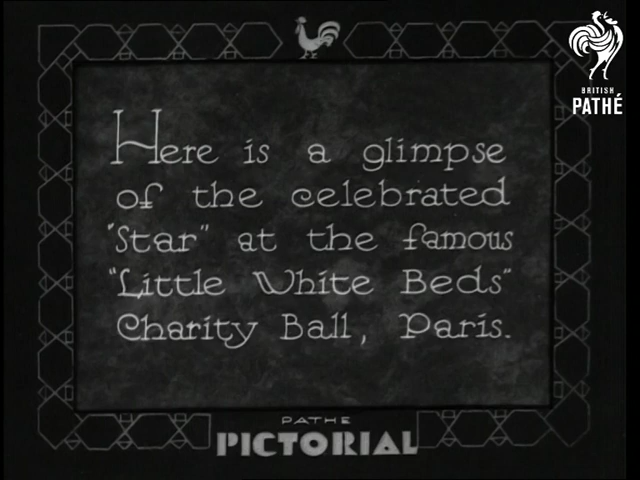 BRITISH
PATHÉ
Here is a glimpse
of the celebrated
"Star" at the famous
"Little White Beds"
Charity Ball, Paris.
PATHE
PICTORIAL